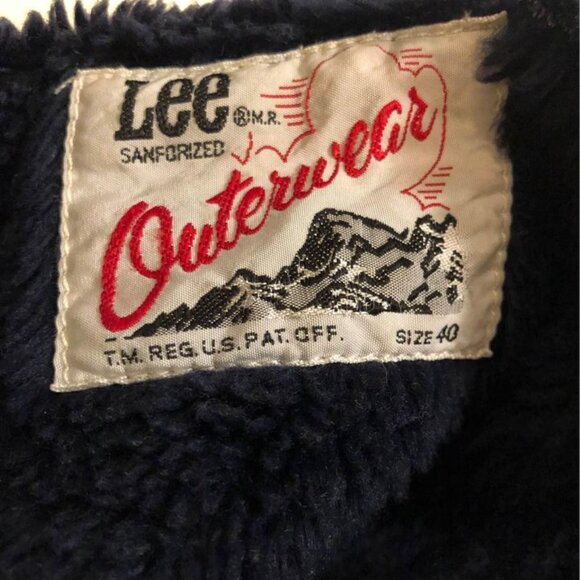 Lee ® M.R.
SANFORIZED
Outerwear
T.M. REG. U.S. PAT. OFF. SIZE 40